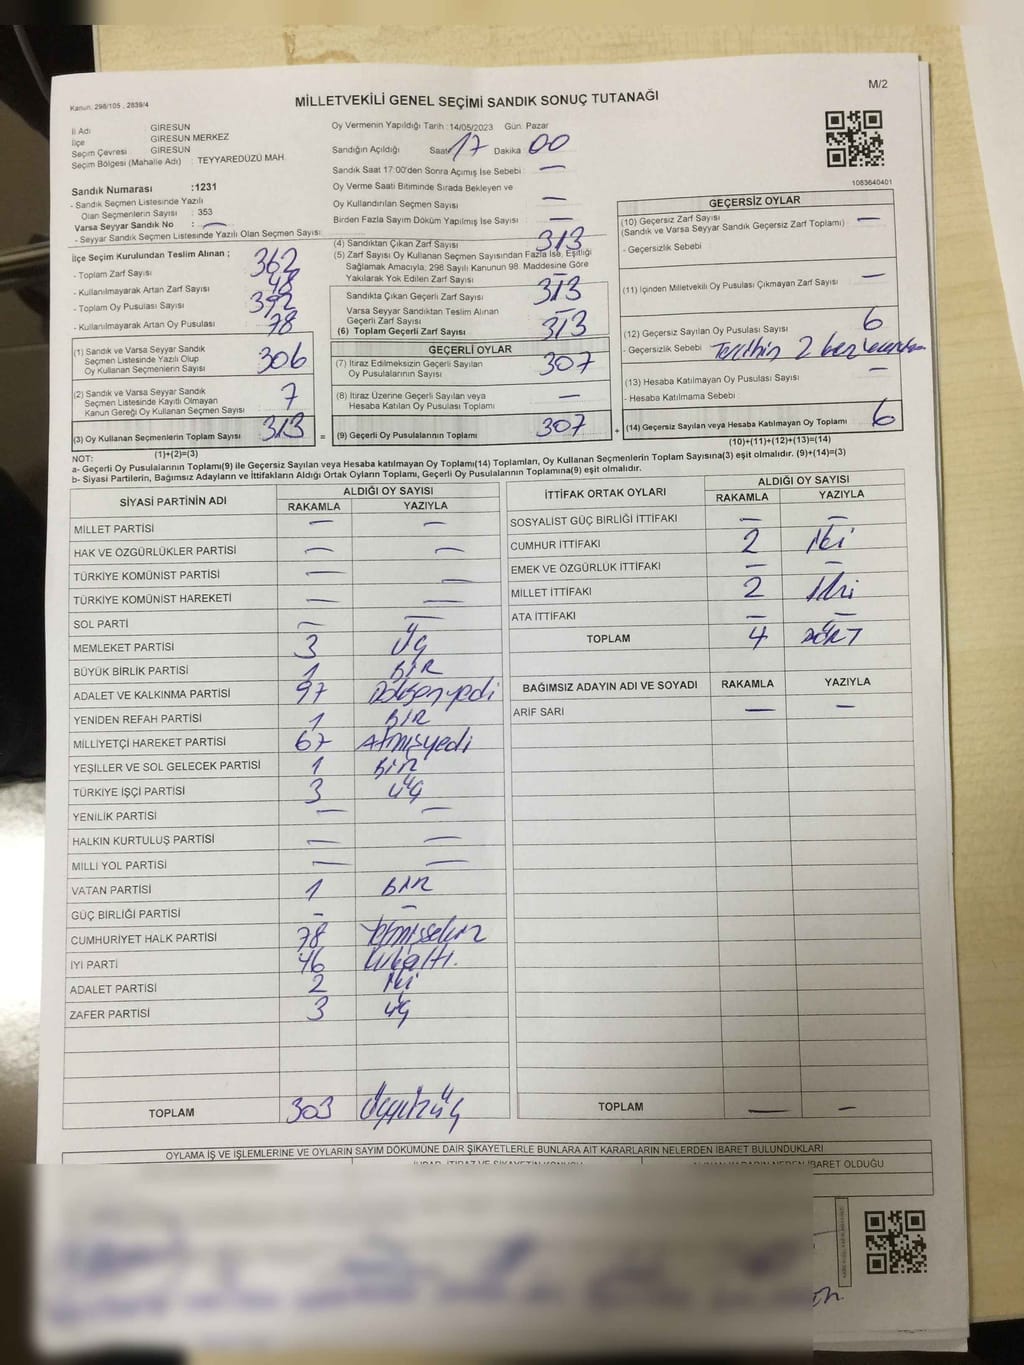 Kanun: 298/105 , 2839/4
M/2
MİLLETVEKİLİ GENEL SEÇİMİ SANDIK SONUÇ TUTANAĞI
İl Adı GİRESUN
İlçe GİRESUN MERKEZ
Seçim Çevresi GİRESUN
Seçim Bölgesi (Mahalle Adı) : TEYYAREDÜZÜ MAH.
Sandık Numarası :1231
- Sandık Seçmen Listesinde Yazılı
Olan Seçmenlerin Sayısı : 353
Varsa Seyyar Sandık No : —
- Seyyar Sandık Seçmen Listesinde Yazılı Olan Seçmen Sayısı:
Oy Vermenin Yapıldığı Tarih :14/05/2023 Gün: Pazar
Sandığın Açıldığı Saat 17 Dakika 00
Sandık Saat 17:00'den Sonra Açımış İse Sebebi : —
Oy Verme Saati Bitiminde Sırada Bekleyen ve
Oy Kullandırılan Seçmen Sayısı —
Birden Fazla Sayım Döküm Yapılmış İse Sayısı : —
1083640401
İlçe Seçim Kurulundan Teslim Alınan ;
- Toplam Zarf Sayısı 362
- Kullanılmayarak Artan Zarf Sayısı 48
- Toplam Oy Pusulası Sayısı 392
- Kullanılmayarak Artan Oy Pusulası 78
(4) Sandıktan Çıkan Zarf Sayısı 313
(5) Zarf Sayısı Oy Kullanan Seçmen Sayısından Fazla İse, Eşitliği
Sağlamak Amacıyla, 298 Sayılı Kanunun 98. Maddesine Göre
Yakılarak Yok Edilen Zarf Sayısı —
Sandıkta Çıkan Geçerli Zarf Sayısı 313
Varsa Seyyar Sandıktan Teslim Alınan
Geçerli Zarf Sayısı —
(6) Toplam Geçerli Zarf Sayısı 313
GEÇERSİZ OYLAR
(10) Geçersiz Zarf Sayısı —
(Sandık ve Varsa Seyyar Sandık Geçersiz Zarf Toplamı)
- Geçersizlik Sebebi
(11) İçinden Milletvekili Oy Pusulası Çıkmayan Zarf Sayısı —
(12) Geçersiz Sayılan Oy Pusulası Sayısı 6
- Geçersizlik Sebebi : Tercihin 2
(13) Hesaba Katılmayan Oy Pusulası Sayısı —
- Hesaba Katılmama Sebebi :
(14) Geçersiz Sayılan veya Hesaba Katılmayan Oy Toplamı 6
(10)+(11)+(12)+(13)=(14)
(1) Sandık ve Varsa Seyyar Sandık
Seçmen Listesinde Yazılı Olup
Oy Kullanan Seçmenlerin Sayısı 306
(2) Sandık ve Varsa Seyyar Sandık
Seçmen Listesinde Kayıtlı Olmayan
Kanun Gereği Oy Kullanan Seçmen Sayısı 7
(3) Oy Kullanan Seçmenlerin Toplam Sayısı 313 =
(1)+(2)=(3)
GEÇERLİ OYLAR
(7) İtiraz Edilmeksizin Geçerli Sayılan
Oy Pusulalarının Sayısı 307
(8) İtiraz Üzerine Geçerli Sayılan veya
Hesaba Katılan Oy Pusulası Toplamı —
(9) Geçerli Oy Pusulalarının Toplamı 307 +
NOT:
a- Geçerli Oy Pusulalarının Toplamı(9) ile Geçersiz Sayılan veya Hesaba katılmayan Oy Toplamı(14) Toplamları, Oy Kullanan Seçmenlerin Toplam Sayısına(3) eşit olmalıdır. (9)+(14)=(3)
b- Siyasi Partilerin, Bağımsız Adayların ve İttifakların Aldığı Ortak Oyların Toplamı, Geçerli Oy Pusulalarının Toplamına(9) eşit olmalıdır.
SİYASİ PARTİNİN ADI ALDIĞI OY SAYISI
RAKAMLA YAZIYLA
MİLLET PARTİSİ — —
HAK VE ÖZGÜRLÜKLER PARTİSİ — —
TÜRKİYE KOMÜNİST PARTİSİ — —
TÜRKİYE KOMÜNİST HAREKETİ — —
SOL PARTİ — —
MEMLEKET PARTİSİ 3 üç
BÜYÜK BİRLİK PARTİSİ 1 BİR
ADALET VE KALKINMA PARTİSİ 97 Doksanyedi
YENİDEN REFAH PARTİSİ 1 BİR
MİLLİYETÇİ HAREKET PARTİSİ 67 Atmışyedi
YEŞİLLER VE SOL GELECEK PARTİSİ 1 BİR
TÜRKİYE İŞÇİ PARTİSİ 3 üç
YENİLİK PARTİSİ — —
HALKIN KURTULUŞ PARTİSİ — —
MİLLİ YOL PARTİSİ — —
VATAN PARTİSİ 1 BİR
GÜÇ BİRLİĞİ PARTİSİ — —
CUMHURİYET HALK PARTİSİ 78 Yetmişsekiz
İYİ PARTİ 46 Kırkaltı.
ADALET PARTİSİ 2 İki
ZAFER PARTİSİ 3 üç
TOPLAM 303 Üçyüzüç
İTTİFAK ORTAK OYLARI ALDIĞI OY SAYISI
RAKAMLA YAZIYLA
SOSYALİST GÜÇ BİRLİĞİ İTTİFAKI — —
CUMHUR İTTİFAKI 2 iki
EMEK VE ÖZGÜRLÜK İTTİFAKI — —
MİLLET İTTİFAKI 2 İki
ATA İTTİFAKI — —
TOPLAM 4 DÖRT
BAĞIMSIZ ADAYIN ADI VE SOYADI RAKAMLA YAZIYLA
ARİF SARI — —
TOPLAM — —
OYLAMA İŞ VE İŞLEMLERİNE VE OYLARIN SAYIM DÖKÜMÜNE DAİR ŞİKAYETLERLE BUNLARA AİT KARARLARIN NELERDEN İBARET BULUNDUKLARI
İBARET OLDUĞU